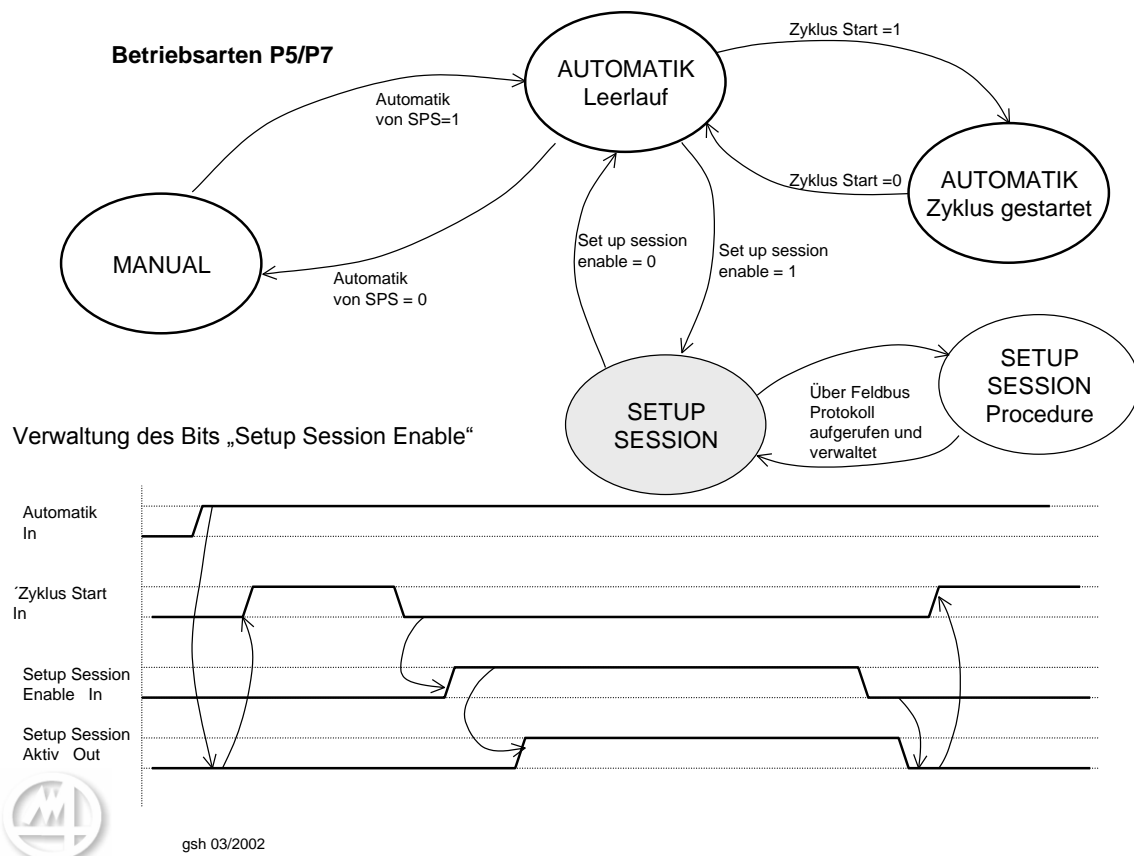 Betriebsarten P5/P7
Zyklus Start =1
AUTOMATIK
Leerlauf
Automatik
von SPS=1
Zyklus Start =0
AUTOMATIK
Zyklus gestartet
MANUAL
Automatik
von SPS = 0
Set up session
enable = 0
Set up session
enable = 1
SETUP
SESSION
Über Feldbus
Protokoll
aufgerufen und
verwaltet
SETUP
SESSION
Procedure
Verwaltung des Bits „Setup Session Enable“
Automatik
In
´Zyklus Start
In
Setup Session
Enable In
Setup Session
Aktiv Out
gsh 03/2002